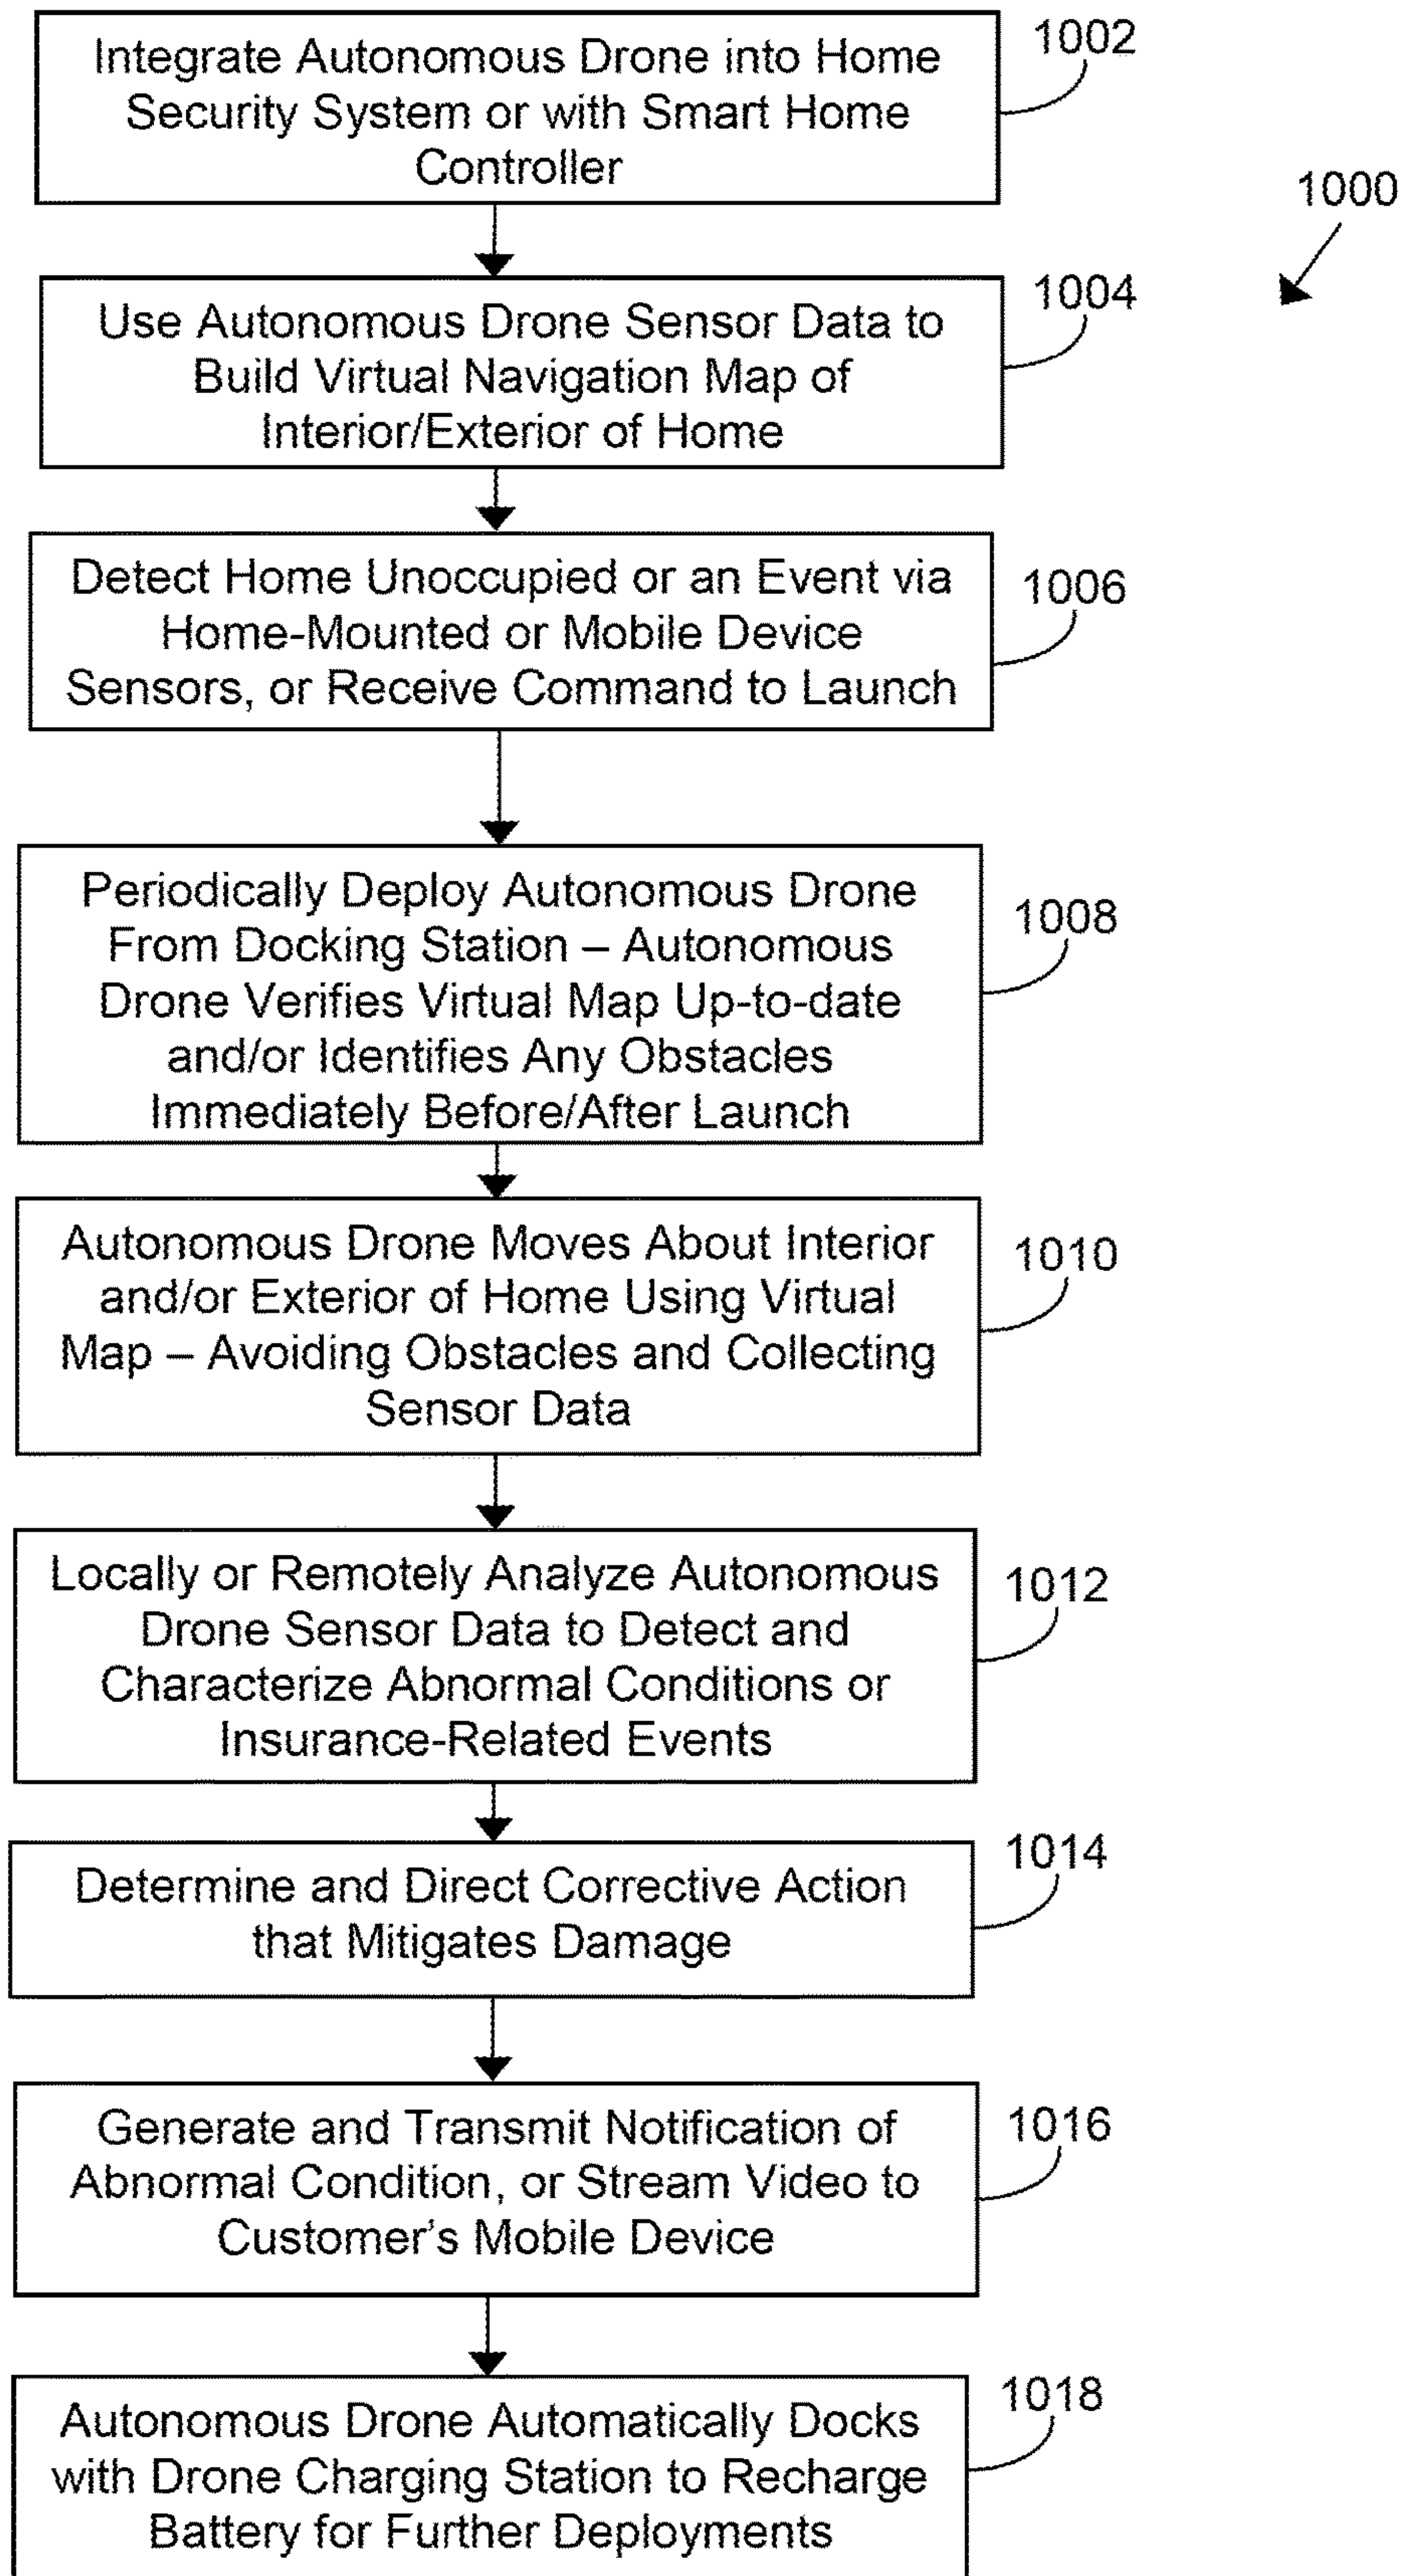 Integrate Autonomous Drone into Home
Security System or with Smart Home
Controller
1002
1000
Use Autonomous Drone Sensor Data to
Build Virtual Navigation Map of
Interior/Exterior of Home
1004
Detect Home Unoccupied or an Event via
Home-Mounted or Mobile Device
Sensors, or Receive Command to Launch
1006
Periodically Deploy Autonomous Drone
From Docking Station – Autonomous
Drone Verifies Virtual Map Up-to-date
and/or Identifies Any Obstacles
Immediately Before/After Launch
1008
Autonomous Drone Moves About Interior
and/or Exterior of Home Using Virtual
Map – Avoiding Obstacles and Collecting
Sensor Data
1010
Locally or Remotely Analyze Autonomous
Drone Sensor Data to Detect and
Characterize Abnormal Conditions or
Insurance-Related Events
1012
Determine and Direct Corrective Action
that Mitigates Damage
1014
Generate and Transmit Notification of
Abnormal Condition, or Stream Video to
Customer's Mobile Device
1016
Autonomous Drone Automatically Docks
with Drone Charging Station to Recharge
Battery for Further Deployments
1018